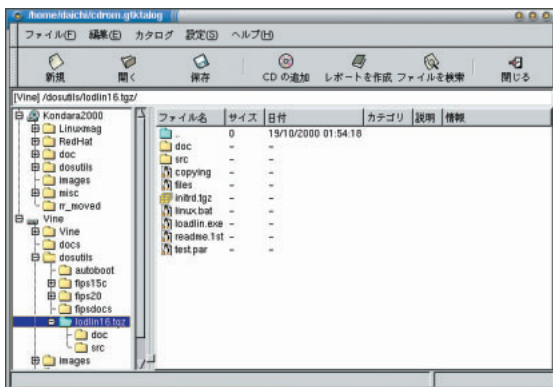 /home/daichi/cdrom.gtktalog
ファイル(F) 編集(E) カタログ 設定(S) ヘルプ(H)
新規 開く 保存 CD の追加 レポートを作成 ファイルを検索 閉じる
[Vine] /dosutils/lodlin16.tgz/
Kondara2000
Linuxmag
RedHat
doc
dosutils
images
misc
rr_moved
Vine
Vine
docs
dosutils
autoboot
fips15c
fips20
fipsdocs
lodlin16.tgz
doc
src
images
ファイル名 サイズ 日付 カテゴリ 説明 情報
.. 0 19/10/2000 01:54:18
doc - -
src - -
copying - -
files - -
initrd.tgz - -
linux.bat - -
loadlin.exe - -
readme.1st - -
test.par - -